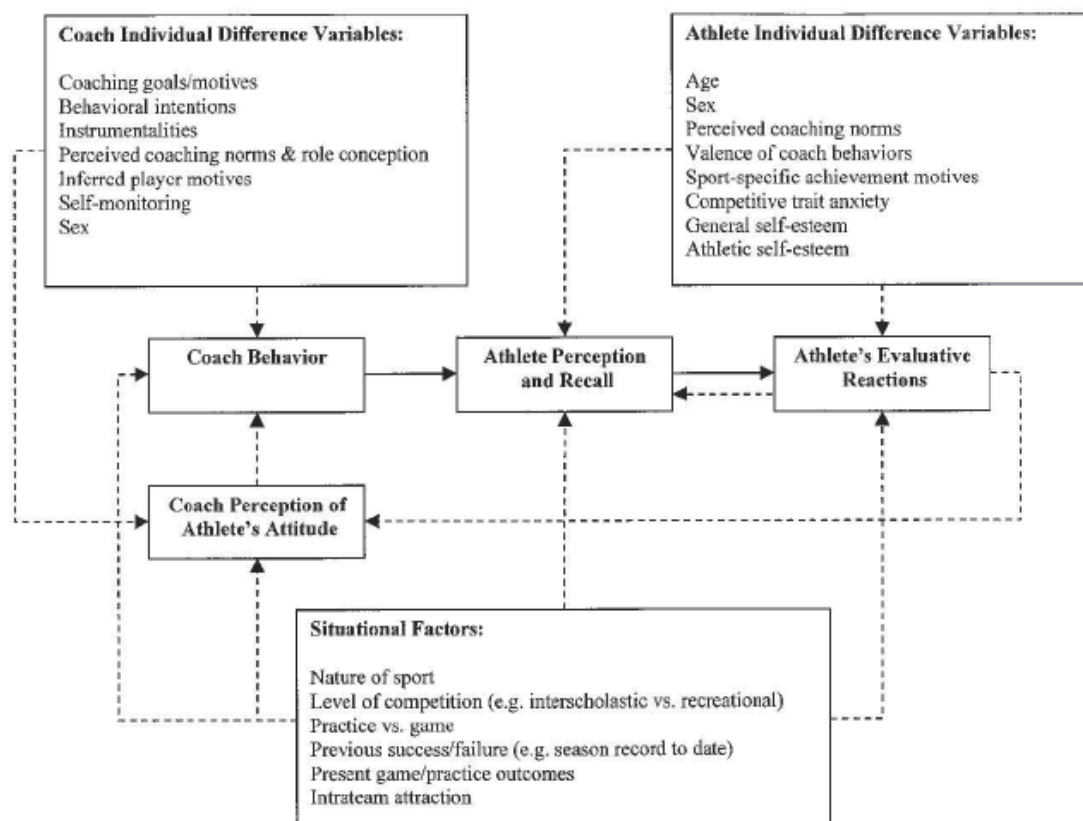 Coach Individual Difference Variables:
Coaching goals/motives
Behavioral intentions
Instrumentalities
Perceived coaching norms & role conception
Inferred player motives
Self-monitoring
Sex
Athlete Individual Difference Variables:
Age
Sex
Perceived coaching norms
Valence of coach behaviors
Sport-specific achievement motives
Competitive trait anxiety
General self-esteem
Athletic self-esteem
Coach Behavior
Athlete Perception
and Recall
Athlete's Evaluative
Reactions
Coach Perception of
Athlete's Attitude
Situational Factors:
Nature of sport
Level of competition (e.g. interscholastic vs. recreational)
Practice vs. game
Previous success/failure (e.g. season record to date)
Present game/practice outcomes
Intrateam attraction